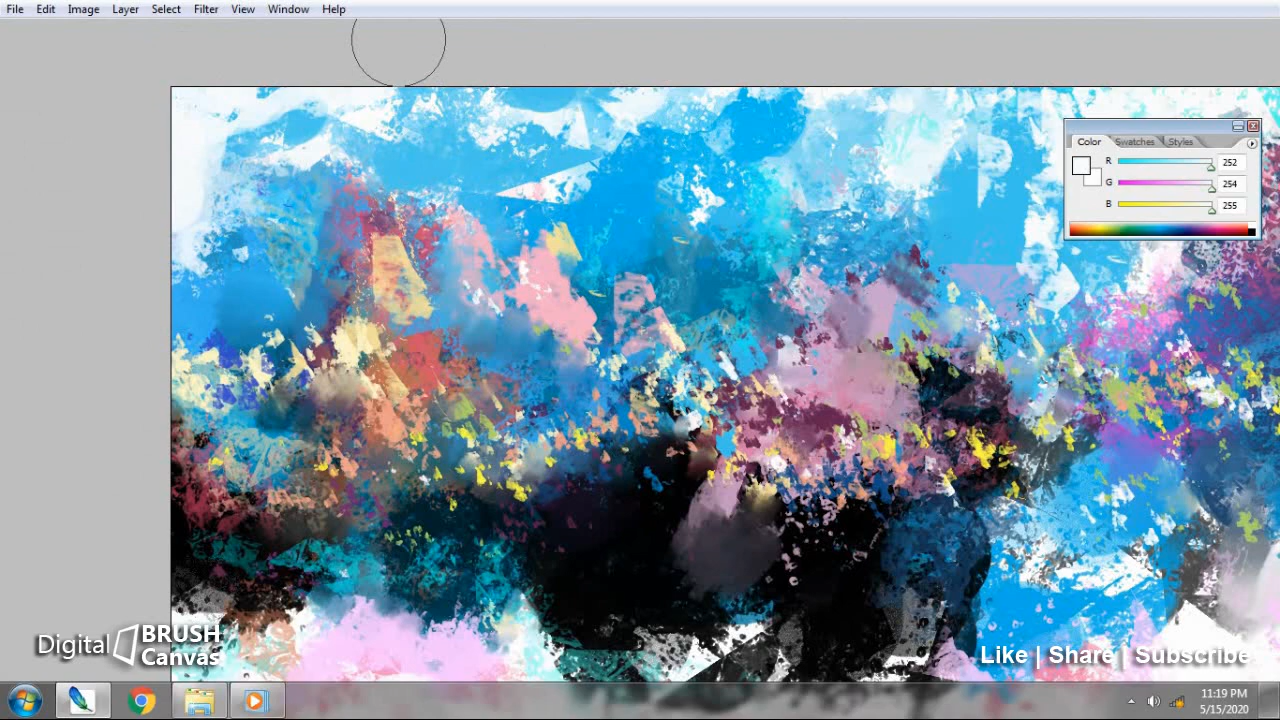 File Edit Image Layer Select Filter View Window Help
Color Swatches Styles
R 252
G 254
B 255
Digital BRUSH Canvas
Like | Share | Subscribe
11:19 PM
5/15/2020